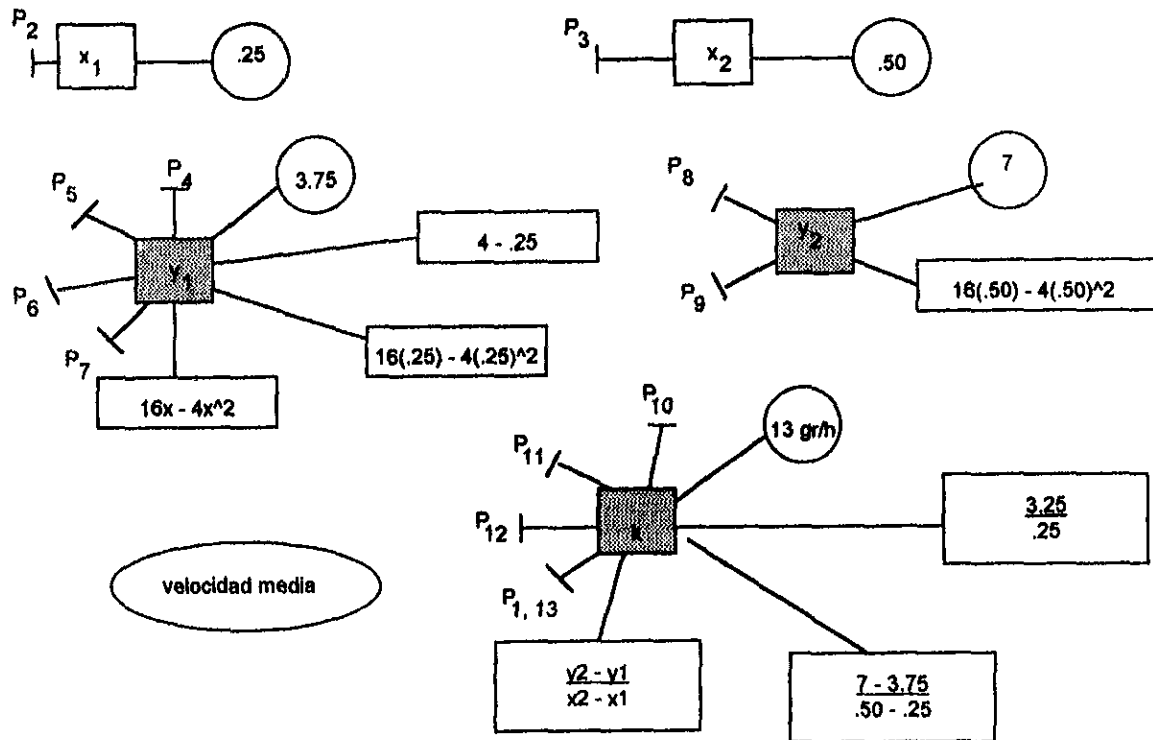 P2
x1
.25
P3
x2
.50
P5
P4
3.75
4 - .25
P6
y1
P7
16(.25) - 4(.25)^2
16x - 4x^2
P8
7
y2
P9
16(.50) - 4(.50)^2
P10
13 gr/h
P11
P12
k
3.25
.25
P1, 13
velocidad media
y2 - y1
x2 - x1
7 - 3.75
.50 - .25